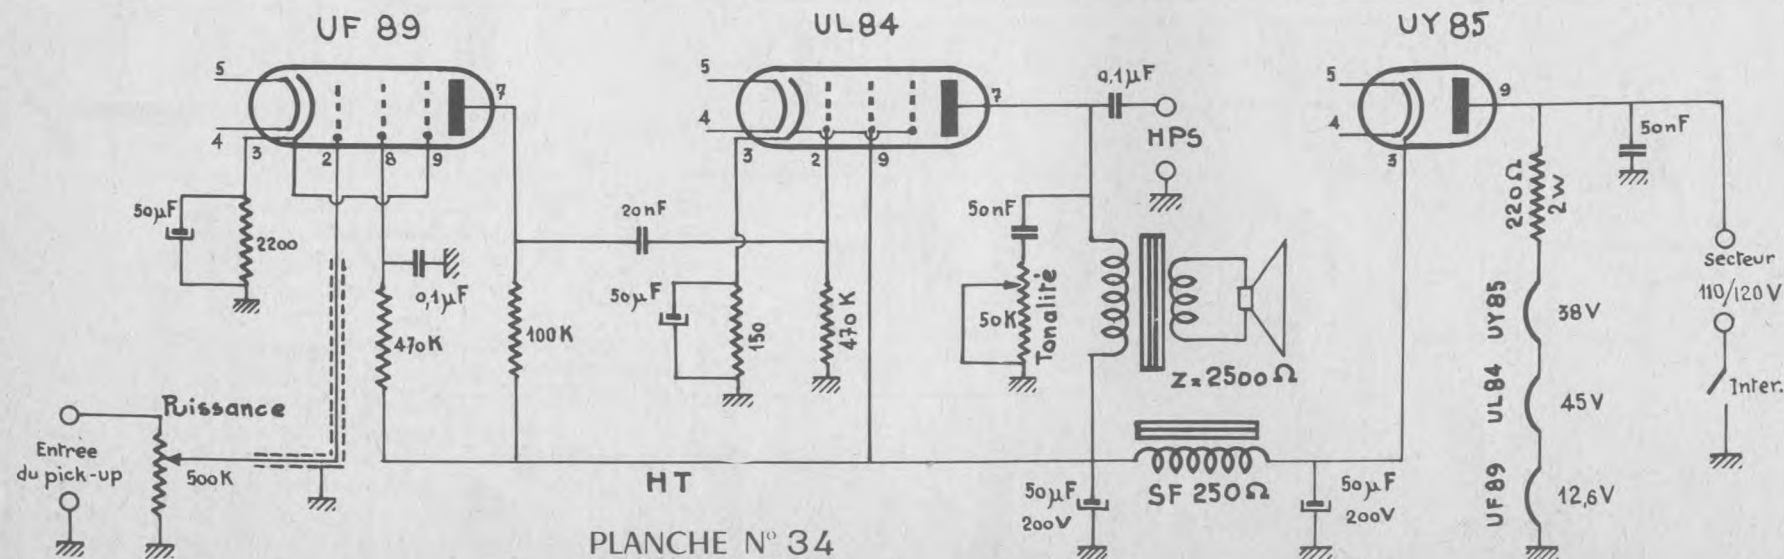 UF 89
UL84
UY85
5
4
3
2
8
9
7
50µF
2200
0,1µF
470K
100K
20nF
Puissance
Entrée
du pick-up
500K
HT
5
4
3
2
9
7
50µF
150
470K
0,1µF
HPS
50nF
50K
Tonalité
Z=2500Ω
SF 250Ω
50µF
200V
50µF
200V
5
4
3
9
50nF
220Ω
2W
Secteur
110/120V
Inter.
UY85
38V
UL84
45V
UF89
12,6V
PLANCHE N° 34